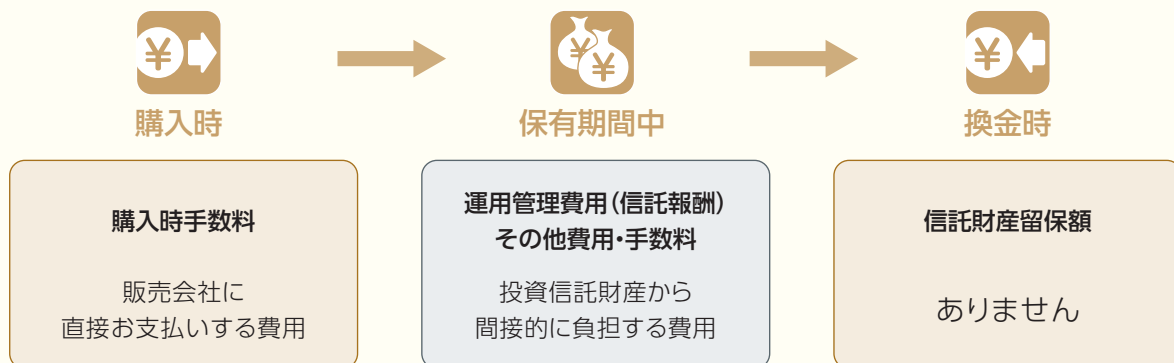 購入時
保有期間中
換金時
購入時手数料
販売会社に
直接お支払いする費用
運用管理費用(信託報酬)
その他費用・手数料
投資信託財産から
間接的に負担する費用
信託財産留保額
ありません